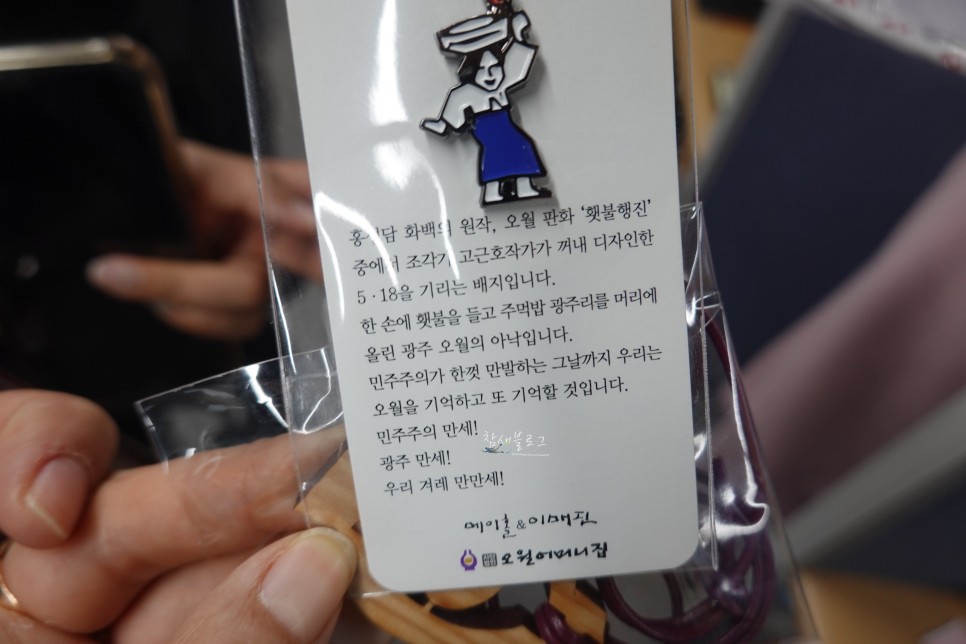 홍성담 화백의 원작, 오월 판화 '횃불행진'
중에서 조각가 고근호작가가 꺼내 디자인한
5 · 18을 기리는 배지입니다.
한 손에 횃불을 들고 주먹밥 광주리를 머리에
올린 광주 오월의 아낙입니다.
민주주의가 한껏 만발하는 그날까지 우리는
오월을 기억하고 또 기억할 것입니다.
민주주의 만세!
참새블로그
광주 만세!
우리 겨레 만만세!
메이홀&이매진
오월어머니집